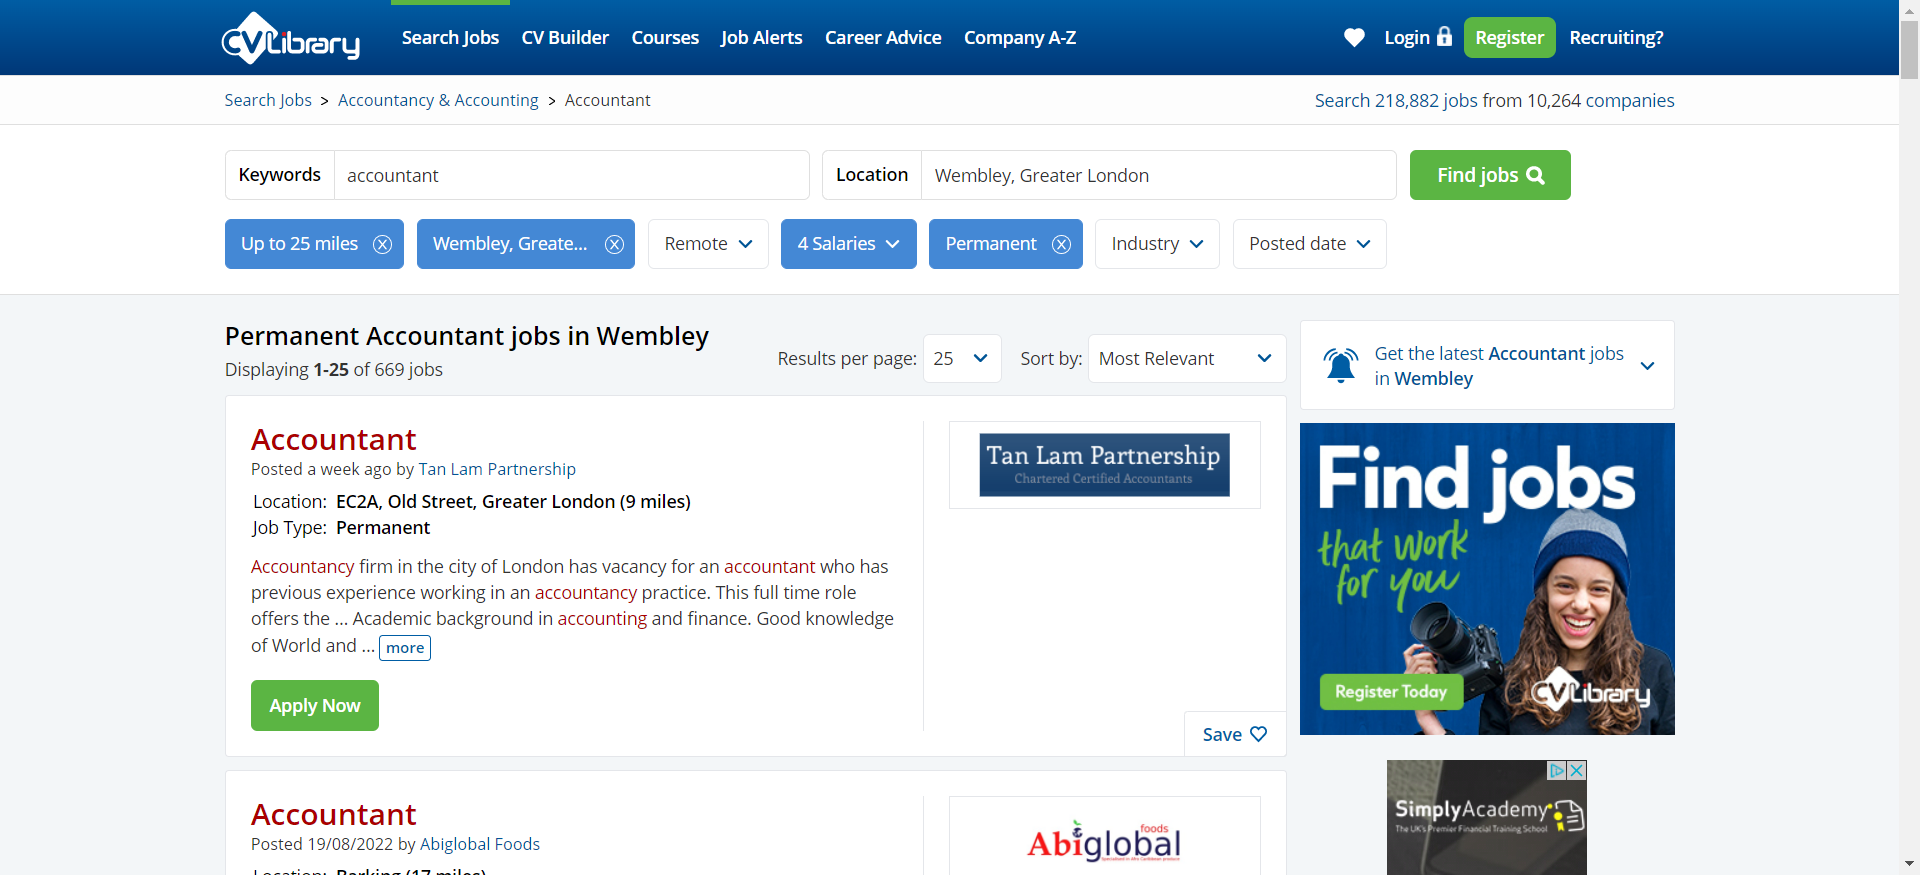 CVLibrary
Search Jobs CV Builder Courses Job Alerts Career Advice Company A-Z Login Register Recruiting?
Search Jobs > Accountancy & Accounting > Accountant Search 218,882 jobs from 10,264 companies
Keywords accountant Location Wembley, Greater London Find jobs
Up to 25 miles Wembley, Greate... Remote 4 Salaries Permanent Industry Posted date
Permanent Accountant jobs in Wembley
Displaying 1-25 of 669 jobs
Results per page: 25 Sort by: Most Relevant
Get the latest Accountant jobs
in Wembley
Accountant
Posted a week ago by Tan Lam Partnership
Location: EC2A, Old Street, Greater London (9 miles)
Job Type: Permanent
Accountancy firm in the city of London has vacancy for an accountant who has
previous experience working in an accountancy practice. This full time role
offers the ... Academic background in accounting and finance. Good knowledge
of World and ... more
Apply Now
Tan Lam Partnership
Chartered Certified Accountants
Save
Find jobs
that work
for you
Register Today
CVLibrary
Accountant
Posted 19/08/2022 by Abiglobal Foods
Location: Barking (17 miles)
Abiglobal foods
SimplyAcademy
The UK's Premier Financial Training School